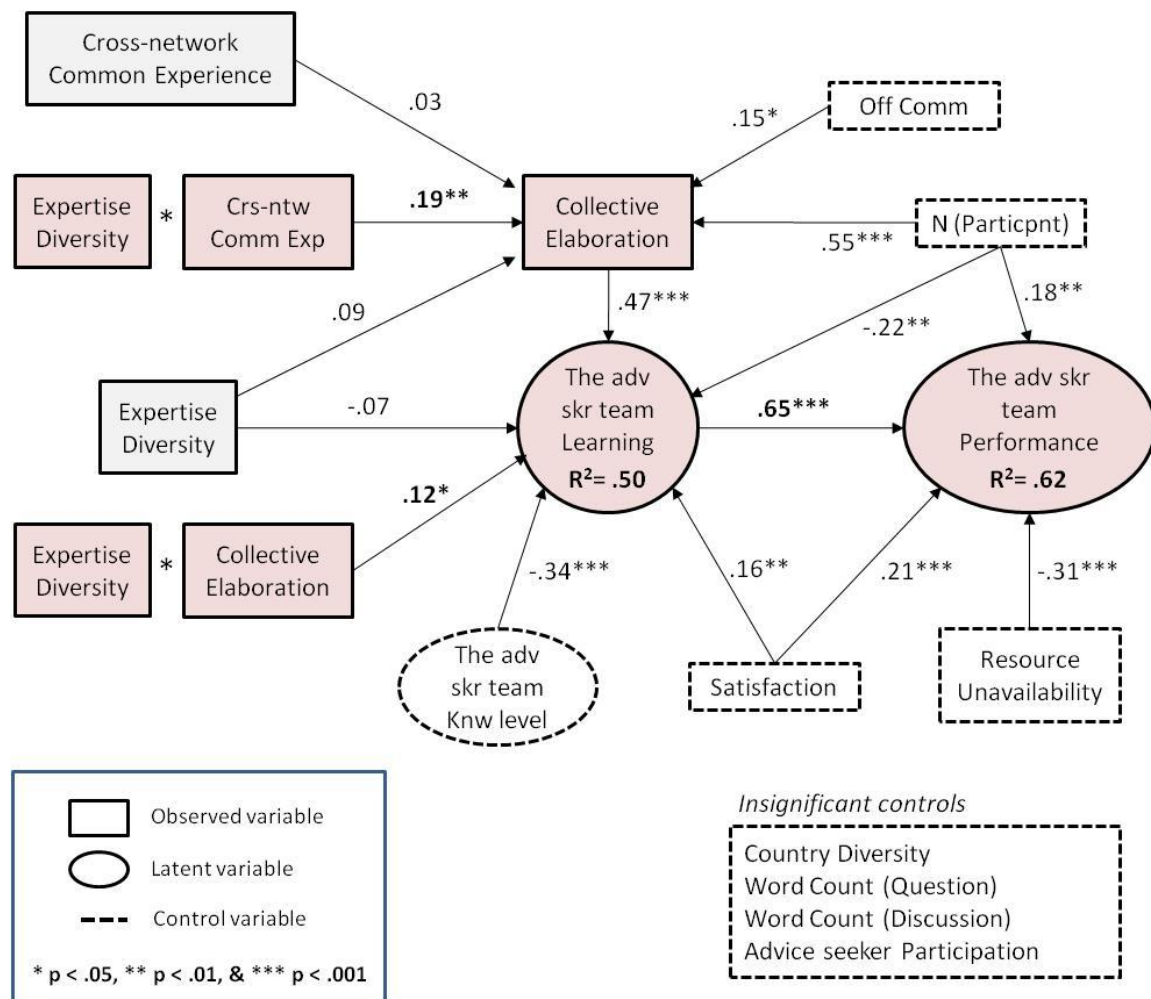 Cross-network
Common Experience
.03
Off Comm
.15*
Expertise
Diversity
*
Crs-ntw
Comm Exp
.19**
Collective
Elaboration
N (Particpnt)
.55***
.09
.47***
-.22**
.18**
Expertise
Diversity
-.07
The adv
skr team
Learning
R²= .50
.65***
The adv skr
team
Performance
R²= .62
.12*
Expertise
Diversity
*
Collective
Elaboration
-.34***
.16**
.21***
-.31***
The adv
skr team
Knw level
Satisfaction
Resource
Unavailability
Observed variable
Latent variable
Control variable
* p < .05, ** p < .01, & *** p < .001
Insignificant controls
Country Diversity
Word Count (Question)
Word Count (Discussion)
Advice seeker Participation